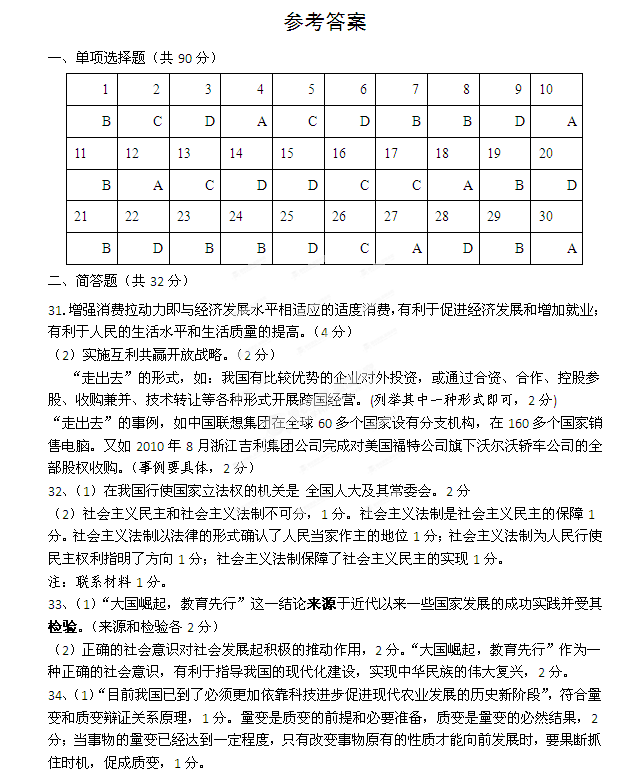 参考答案
一、单项选择题（共 90 分）
1 2 3 4 5 6 7 8 9 10
B C D A C D B B D A
11 12 13 14 15 16 17 18 19 20
B A C D D C C A B D
21 22 23 24 25 26 27 28 29 30
B D B B D C A D B A
二、简答题（共 32 分）
31. 增强消费拉动力即与经济发展水平相适应的适度消费，有利于促进经济发展和增加就业；
有利于人民的生活水平和生活质量的提高。（4 分）
（2）实施互利共赢开放战略。（2 分）
“走出去”的形式，如：我国有比较优势的企业对外投资，或通过合资、合作、控股参
股、收购兼并、技术转让等各种形式开展跨国经营。（列举其中一种形式即可，2 分）
“走出去”的事例，如中国联想集团在全球 60 多个国家设有分支机构，在 160 多个国家销
售电脑。又如 2010 年 8 月浙江吉利集团公司完成对美国福特公司旗下沃尔沃轿车公司的全
部股权收购。（事例要具体，2 分）
32、（1）在我国行使国家立法权的机关是 全国人大及其常委会。2 分
（2）社会主义民主和社会主义法制不可分，1 分。社会主义法制是社会主义民主的保障 1
分。社会主义法制以法律的形式确认了人民当家作主的地位 1 分；社会主义法制为人民行使
民主权利指明了方向 1 分；社会主义法制保障了社会主义民主的实现 1 分。
注：联系材料 1 分。
33、（1）“大国崛起，教育先行”这一结论来源于近代以来一些国家发展的成功实践并受其
检验。（来源和检验各 2 分）
（2）正确的社会意识对社会发展起积极的推动作用，2 分。“大国崛起，教育先行”作为一
种正确的社会意识，有利于指导我国的现代化建设，实现中华民族的伟大复兴，2 分。
34、（1）“目前我国已到了必须更加依靠科技进步促进现代农业发展的历史新阶段”，符合量
变和质变辩证关系原理，1 分。量变是质变的前提和必要准备，质变是量变的必然结果，2
分；当事物的量变已经达到一定程度，只有改变事物原有的性质才能向前发展时，要果断抓
住时机，促成质变，1 分。